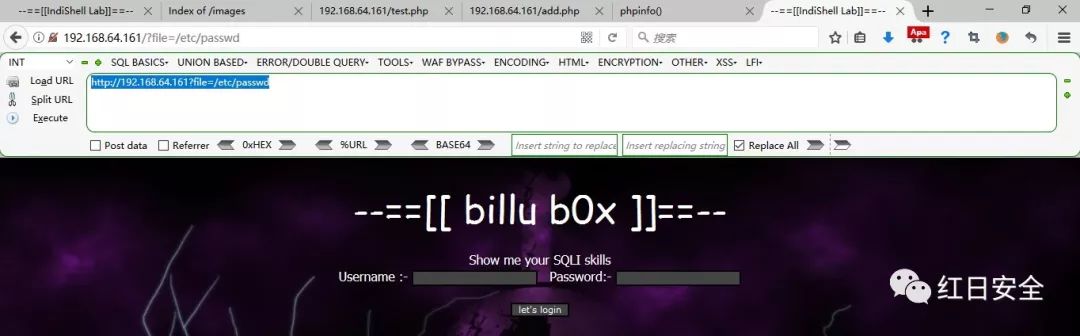 --==[[IndiShell Lab]]==-- Index of /images 192.168.64.161/test.php 192.168.64.161/add.php phpinfo() --==[[IndiShell Lab]]==--
192.168.64.161/?file=/etc/passwd 搜索 Apa
INT SQL BASICS UNION BASED ERROR/DOUBLE QUERY TOOLS WAF BYPASS ENCODING HTML ENCRYPTION OTHER XSS LFI
Load URL http://192.168.64.161?file=/etc/passwd
Split URL
Execute
Post data Referrer 0xHEX %URL BASE64 Insert string to replace Insert replacing string Replace All
--==[[ billu b0x ]]==--
Show me your SQLI skills
Username :- Password:-
let's login
红日安全